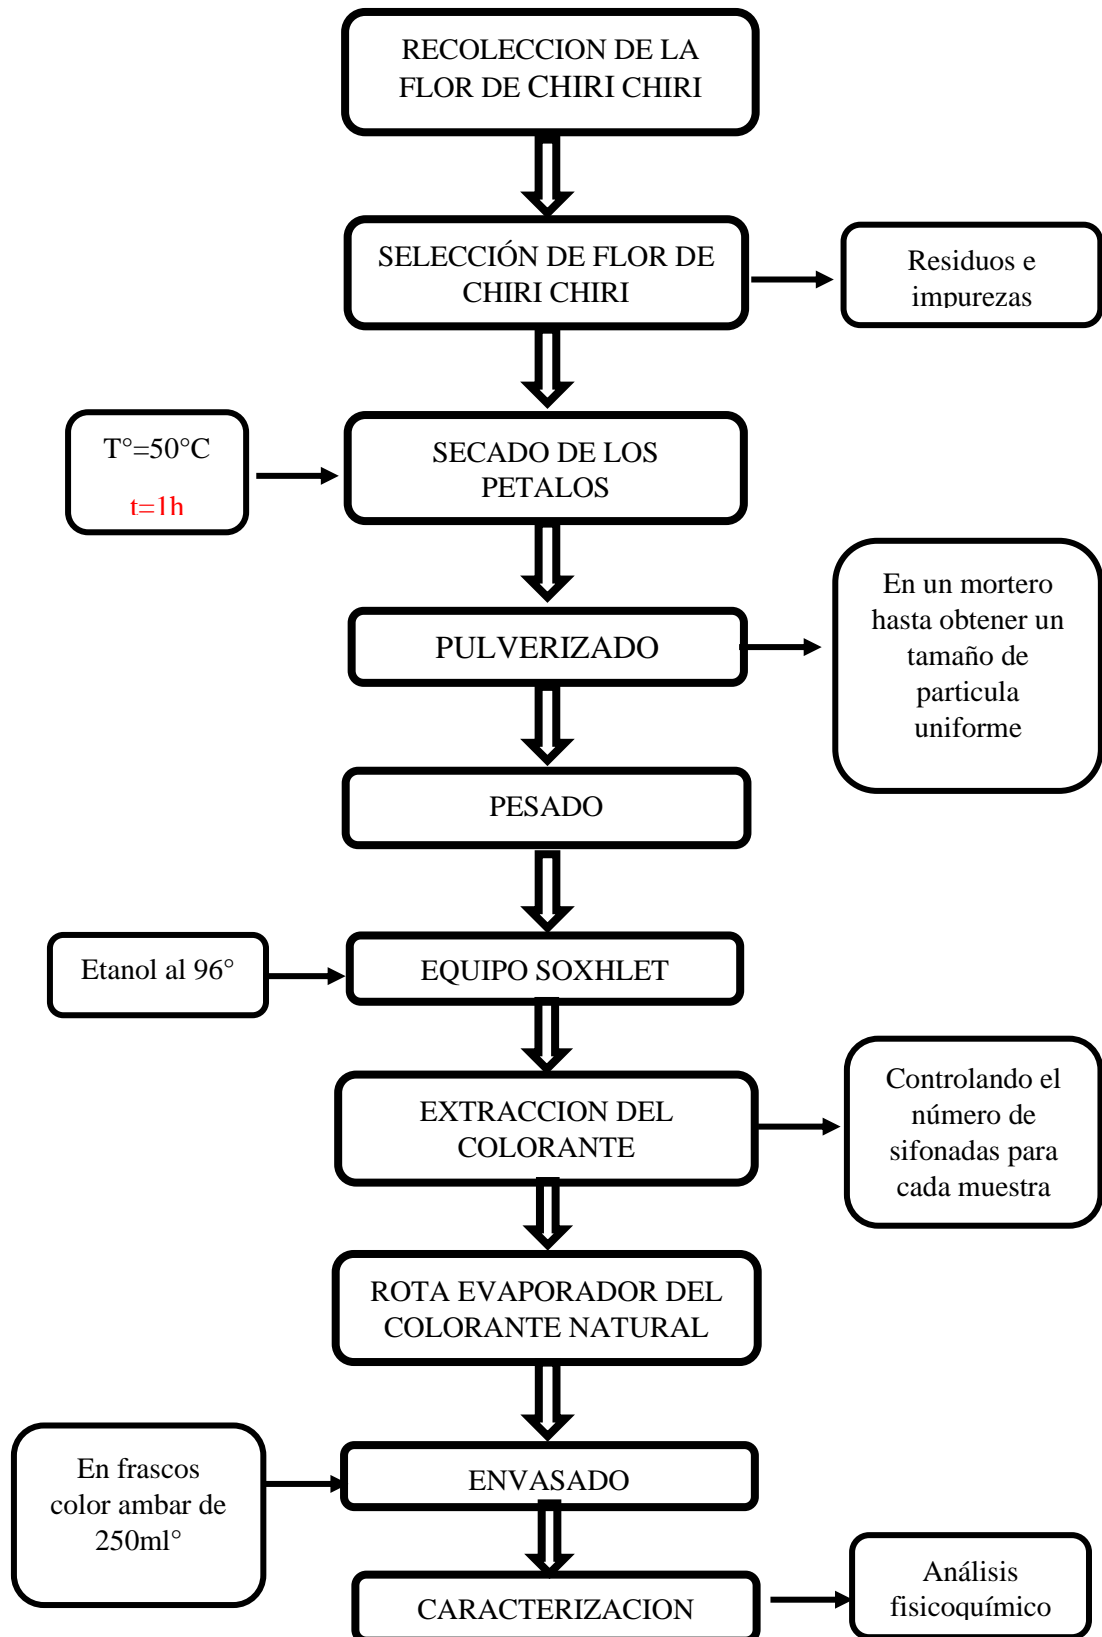 RECOLECCION DE LA
FLOR DE CHIRI CHIRI
SELECCIÓN DE FLOR DE
CHIRI CHIRI
Residuos e
impurezas
T°=50°C
t=1h
SECADO DE LOS
PETALOS
PULVERIZADO
En un mortero
hasta obtener un
tamaño de
particula
uniforme
PESADO
Etanol al 96°
EQUIPO SOXHLET
EXTRACCION DEL
COLORANTE
Controlando el
número de
sifonadas para
cada muestra
ROTA EVAPORADOR DEL
COLORANTE NATURAL
En frascos
color ambar de
250ml°
ENVASADO
CARACTERIZACION
Análisis
fisicoquímico